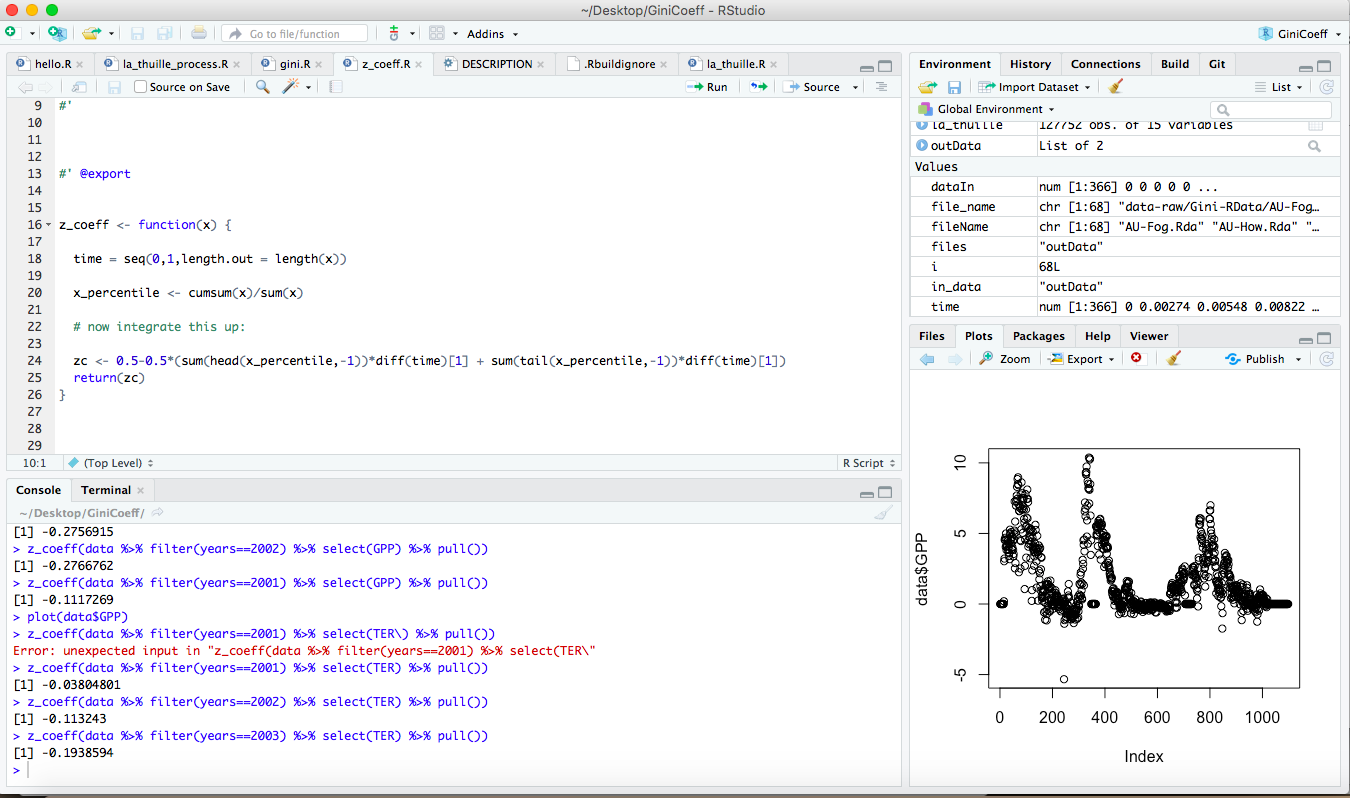 ~/Desktop/GiniCoeff - RStudio
Go to file/function
Addins
GiniCoeff
hello.R
la_thuille_process.R
gini.R
z_coeff.R
DESCRIPTION
.Rbuildignore
la_thuille.R
Source on Save
Run
Source
9 #'
10
11
12
13 #' @export
14
15
16 z_coeff <- function(x) {
17
18 time = seq(0,1,length.out = length(x))
19
20 x_percentile <- cumsum(x)/sum(x)
21
22 # now integrate this up:
23
24 zc <- 0.5-0.5*(sum(head(x_percentile,-1))*diff(time)[1] + sum(tail(x_percentile,-1))*diff(time)[1])
25 return(zc)
26 }
27
28
29
10:1
(Top Level)
R Script
Console
Terminal
~/Desktop/GiniCoeff/
[1] -0.2756915
> z_coeff(data %>% filter(years==2002) %>% select(GPP) %>% pull())
[1] -0.2766762
> z_coeff(data %>% filter(years==2001) %>% select(GPP) %>% pull())
[1] -0.1117269
> plot(data$GPP)
> z_coeff(data %>% filter(years==2001) %>% select(TER\) %>% pull())
Error: unexpected input in "z_coeff(data %>% filter(years==2001) %>% select(TER\"
> z_coeff(data %>% filter(years==2001) %>% select(TER) %>% pull())
[1] -0.03804801
> z_coeff(data %>% filter(years==2002) %>% select(TER) %>% pull())
[1] -0.113243
> z_coeff(data %>% filter(years==2003) %>% select(TER) %>% pull())
[1] -0.1938594
>
Environment
History
Connections
Build
Git
Import Dataset
List
Global Environment
la_thuille 127752 obs. of 15 variables
outData List of 2
Values
dataIn num [1:366] 0 0 0 0 0 ...
file_name chr [1:68] "data-raw/Gini-RData/AU-Fog…
fileName chr [1:68] "AU-Fog.Rda" "AU-How.Rda" "…
files "outData"
i 68L
in_data "outData"
time num [1:366] 0 0.00274 0.00548 0.00822 …
Files
Plots
Packages
Help
Viewer
Zoom
Export
Publish
10
5
0
-5
data$GPP
0 200 400 600 800 1000
Index